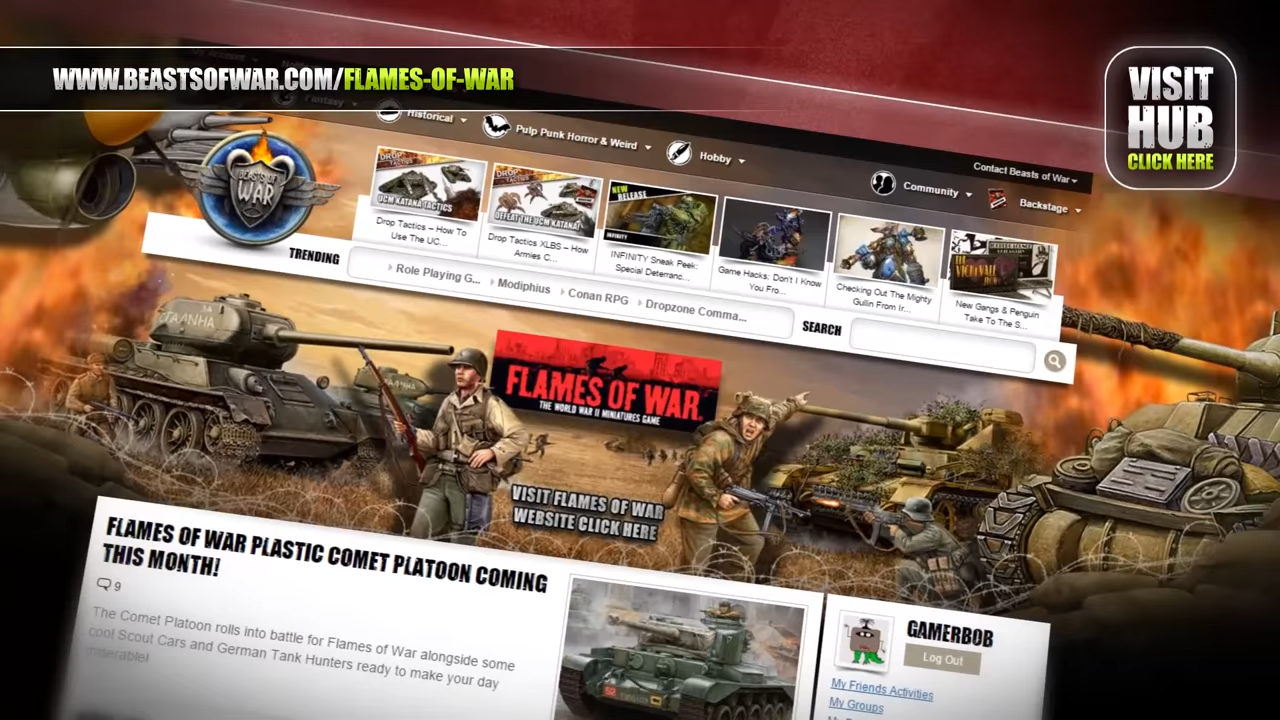 WWW.BEASTSOFWAR.COM/FLAMES-OF-WAR
VISIT
HUB
CLICK HERE
Fantasy
Historical
Pulp Punk Horror & Weird
Hobby
Contact Beasts of War
Community
Backstage
BEASTS OF
WAR
DROP
TACTICS
UCM KATANA TACTICS
Drop Tactics – How To
Use The UC...
DROP
TACTICS
DEFEAT THE UCM KATANA!
Drop Tactics XLBS – How
Armies C...
NEW
RELEASE
INFINITY
INFINITY Sneak Peek:
Special Deterranc...
Game Hacks: Don't I Know
You Fro...
Checking Out The Mighty
Gullin From Ir...
New Gangs & Penguin
Take To The S...
TRENDING
Role Playing G...
Modiphius
Conan RPG
Dropzone Comma...
SEARCH
FLAMES OF WAR
THE WORLD WAR II MINIATURES GAME
VISIT FLAMES OF WAR
WEBSITE CLICK HERE
FLAMES OF WAR PLASTIC COMET PLATOON COMING
THIS MONTH!
9
The Comet Platoon rolls into battle for Flames of War alongside some
cool Scout Cars and German Tank Hunters ready to make your day
miserable!
GAMERBOB
Log Out
My Friends Activities
My Groups